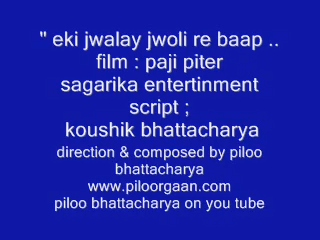 " eki jwalay jwoli re baap ..
film : paji piter
sagarika entertinment
script ;
koushik bhattacharya
direction & composed by piloo
bhattacharya
www.piloorgaan.com
piloo bhattacharya on you tube